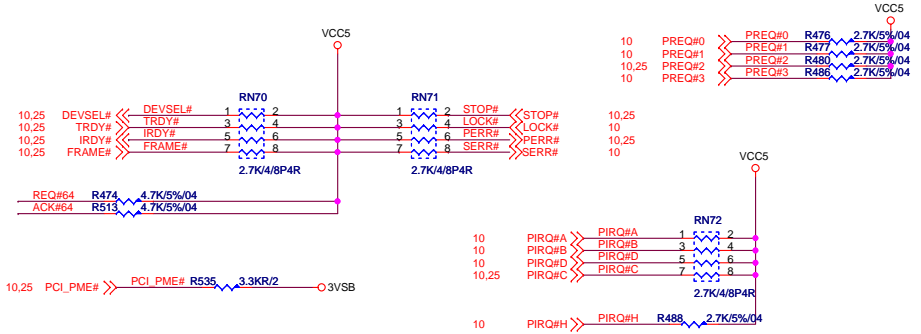 VCC5
RN70
RN71
10,25 DEVSEL# DEVSEL# 1 2 1 2 STOP# STOP# 10,25
10,25 TRDY# TRDY# 3 4 3 4 LOCK# LOCK# 10
10,25 IRDY# IRDY# 5 6 5 6 PERR# PERR# 10,25
10,25 FRAME# FRAME# 7 8 7 8 SERR# SERR# 10
2.7K/4/8P4R 2.7K/4/8P4R
REQ#64 R474 4.7K/5%/04
ACK#64 R513 4.7K/5%/04
10,25 PCI_PME# PCI_PME# R535 3.3KR/2 3VSB
VCC5
10 PREQ#0 PREQ#0 R476 2.7K/5%/04
10 PREQ#1 PREQ#1 R477 2.7K/5%/04
10,25 PREQ#2 PREQ#2 R480 2.7K/5%/04
10 PREQ#3 PREQ#3 R486 2.7K/5%/04
VCC5
RN72
10 PIRQ#A PIRQ#A 1 2
10 PIRQ#B PIRQ#B 3 4
10 PIRQ#D PIRQ#D 5 6
10,25 PIRQ#C PIRQ#C 7 8
2.7K/4/8P4R
10 PIRQ#H PIRQ#H R488 2.7K/5%/04